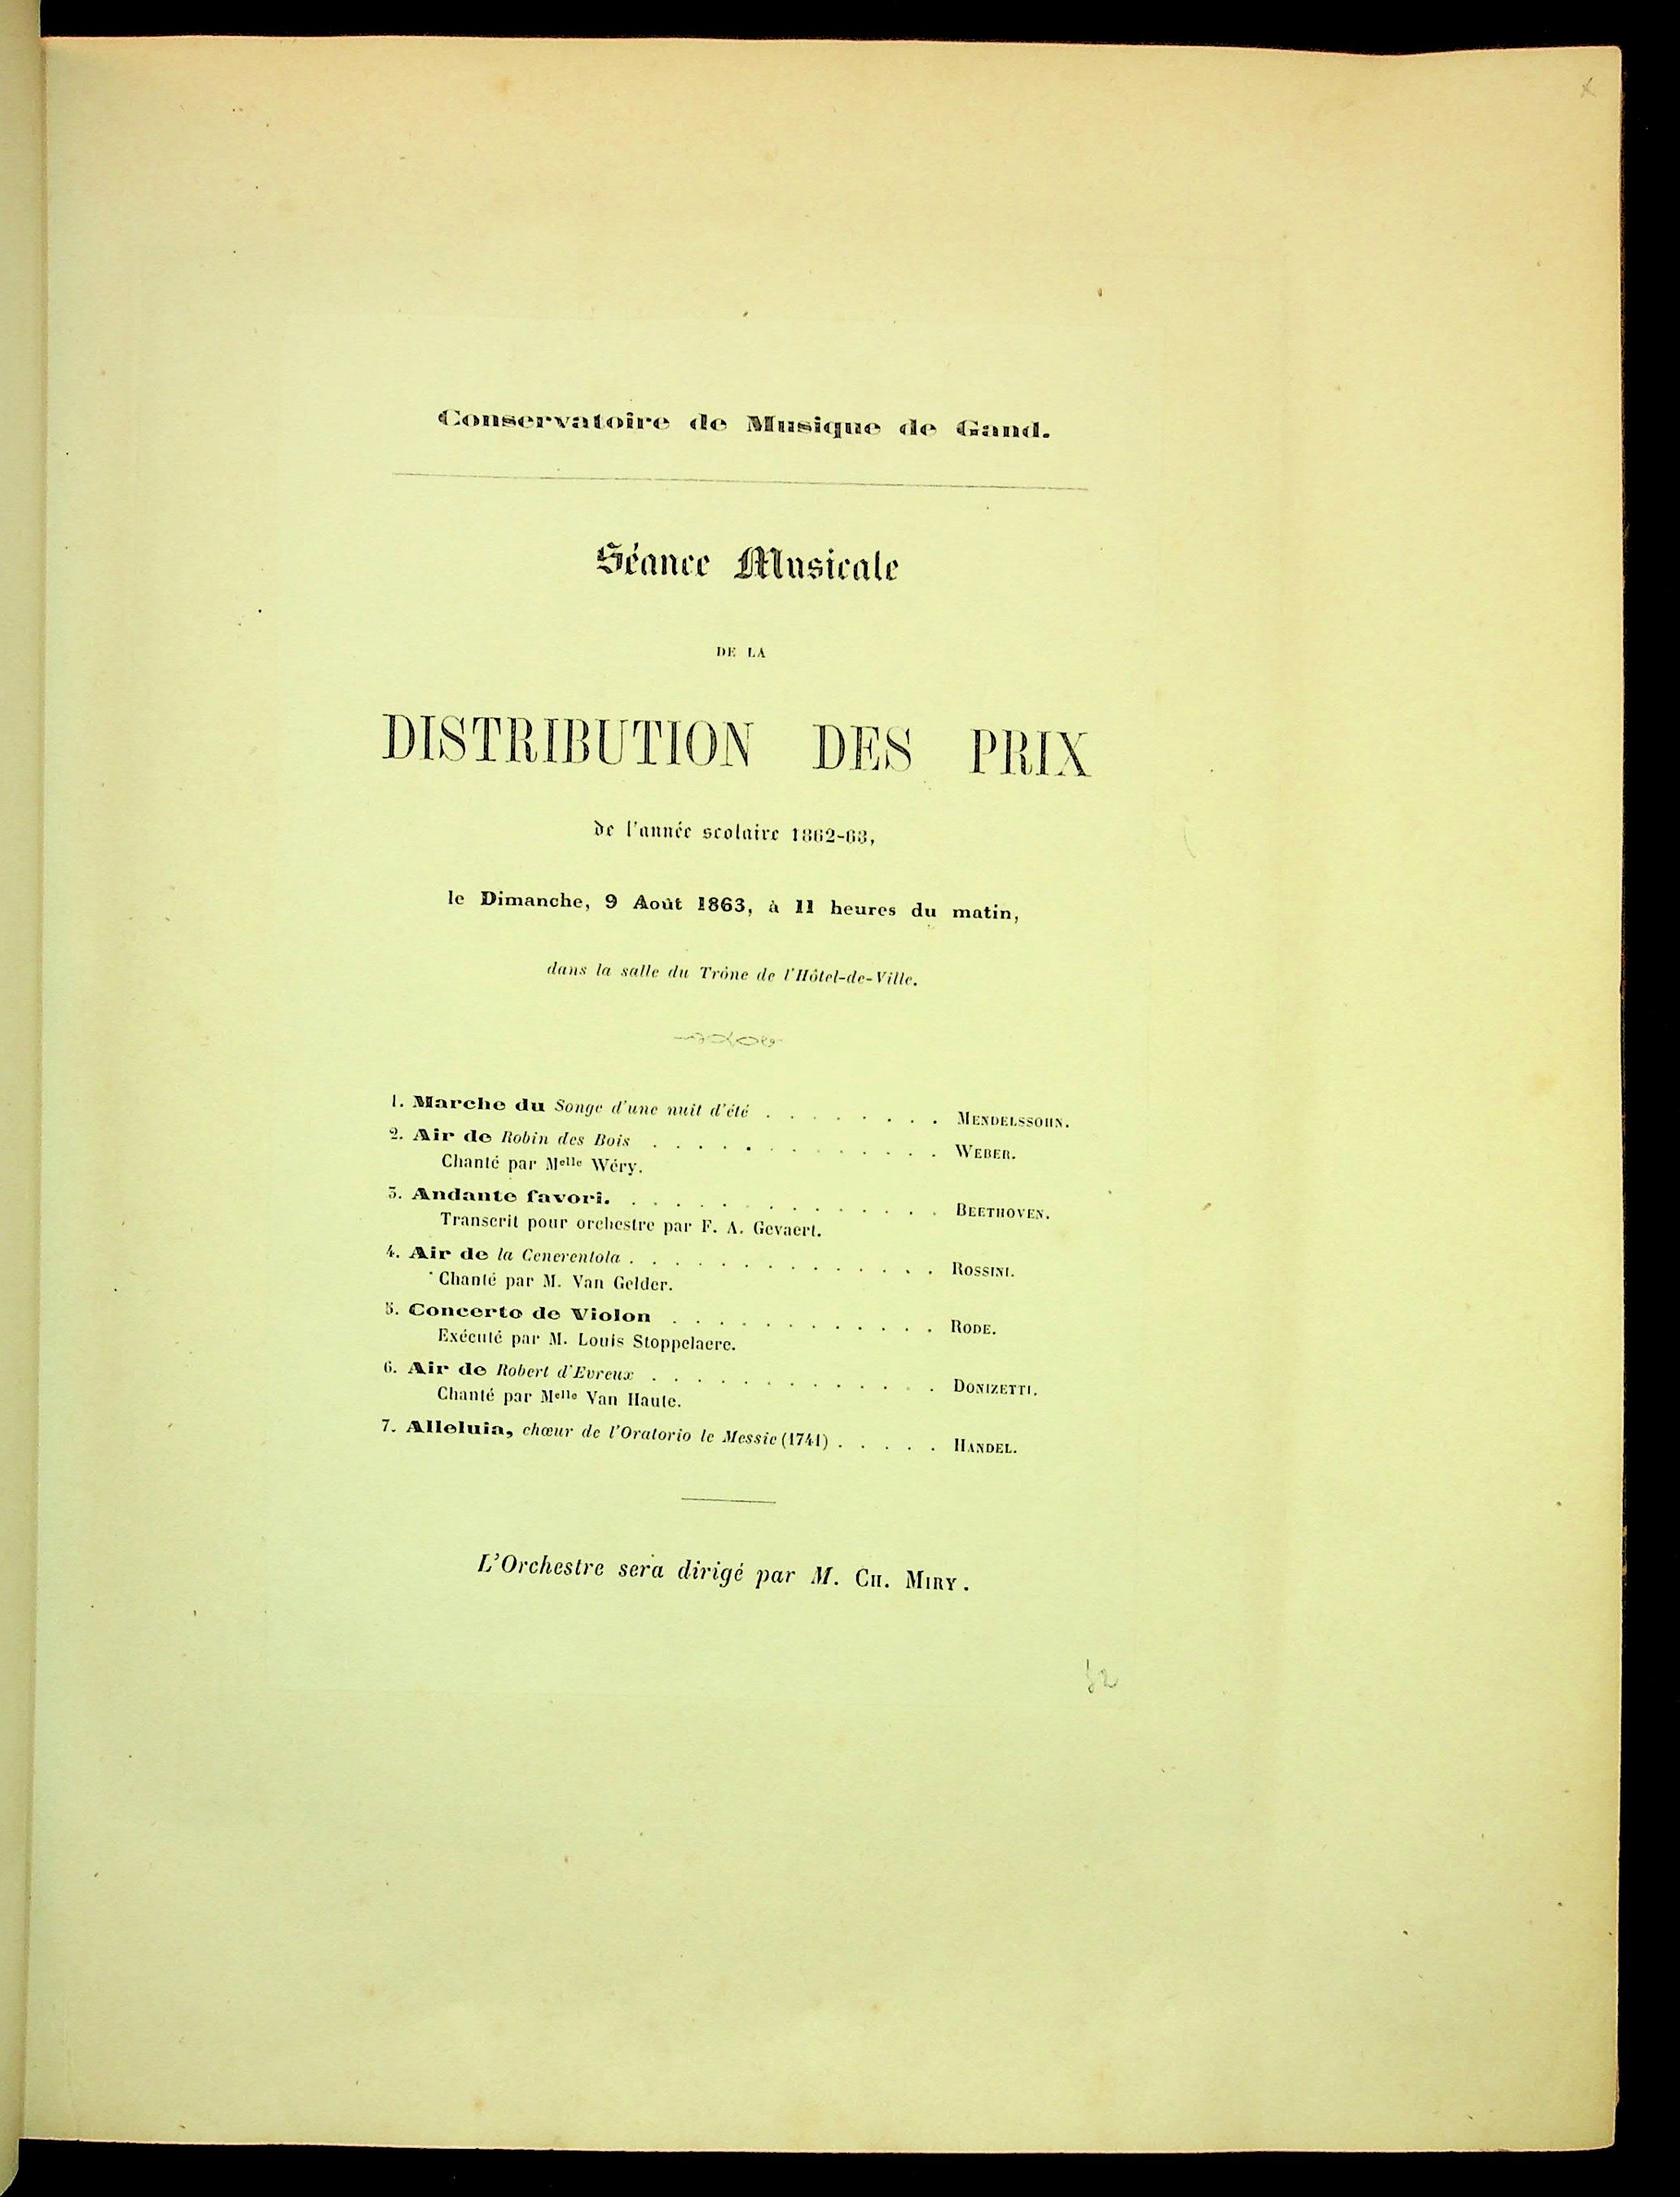 Conservatoire de Musique de Gand.
Séance Musicale
DE LA
DISTRIBUTION DES PRIX
de l'année scolaire 1862-63,
le Dimanche, 9 Août 1863, à 11 heures du matin,
dans la salle du Trône de l'Hôtel-de-Ville.
1. Marche du Songe d'une nuit d'été . . . . . . . . MENDELSSOHN.
2. Air de Robin des Bois . . . . . . . . . . . . . WEBER.
Chanté par Melle Wéry.
3. Andante favori. . . . . . . . . . . . . . . BEETHOVEN.
Transcrit pour orchestre par F. A. Gevaert.
4. Air de la Cenerentola . . . . . . . . . . . . . . ROSSINI.
Chanté par M. Van Gelder.
5. Concerto de Violon . . . . . . . . . . . . RODE.
Exécuté par M. Louis Stoppelaere.
6. Air de Robert d'Evreux . . . . . . . . . . . . . DONIZETTI.
Chanté par Melle Van Haute.
7. Alleluia, chœur de l'Oratorio le Messie (1741) . . . . . HANDEL.
L'Orchestre sera dirigé par M. CH. MIRY.